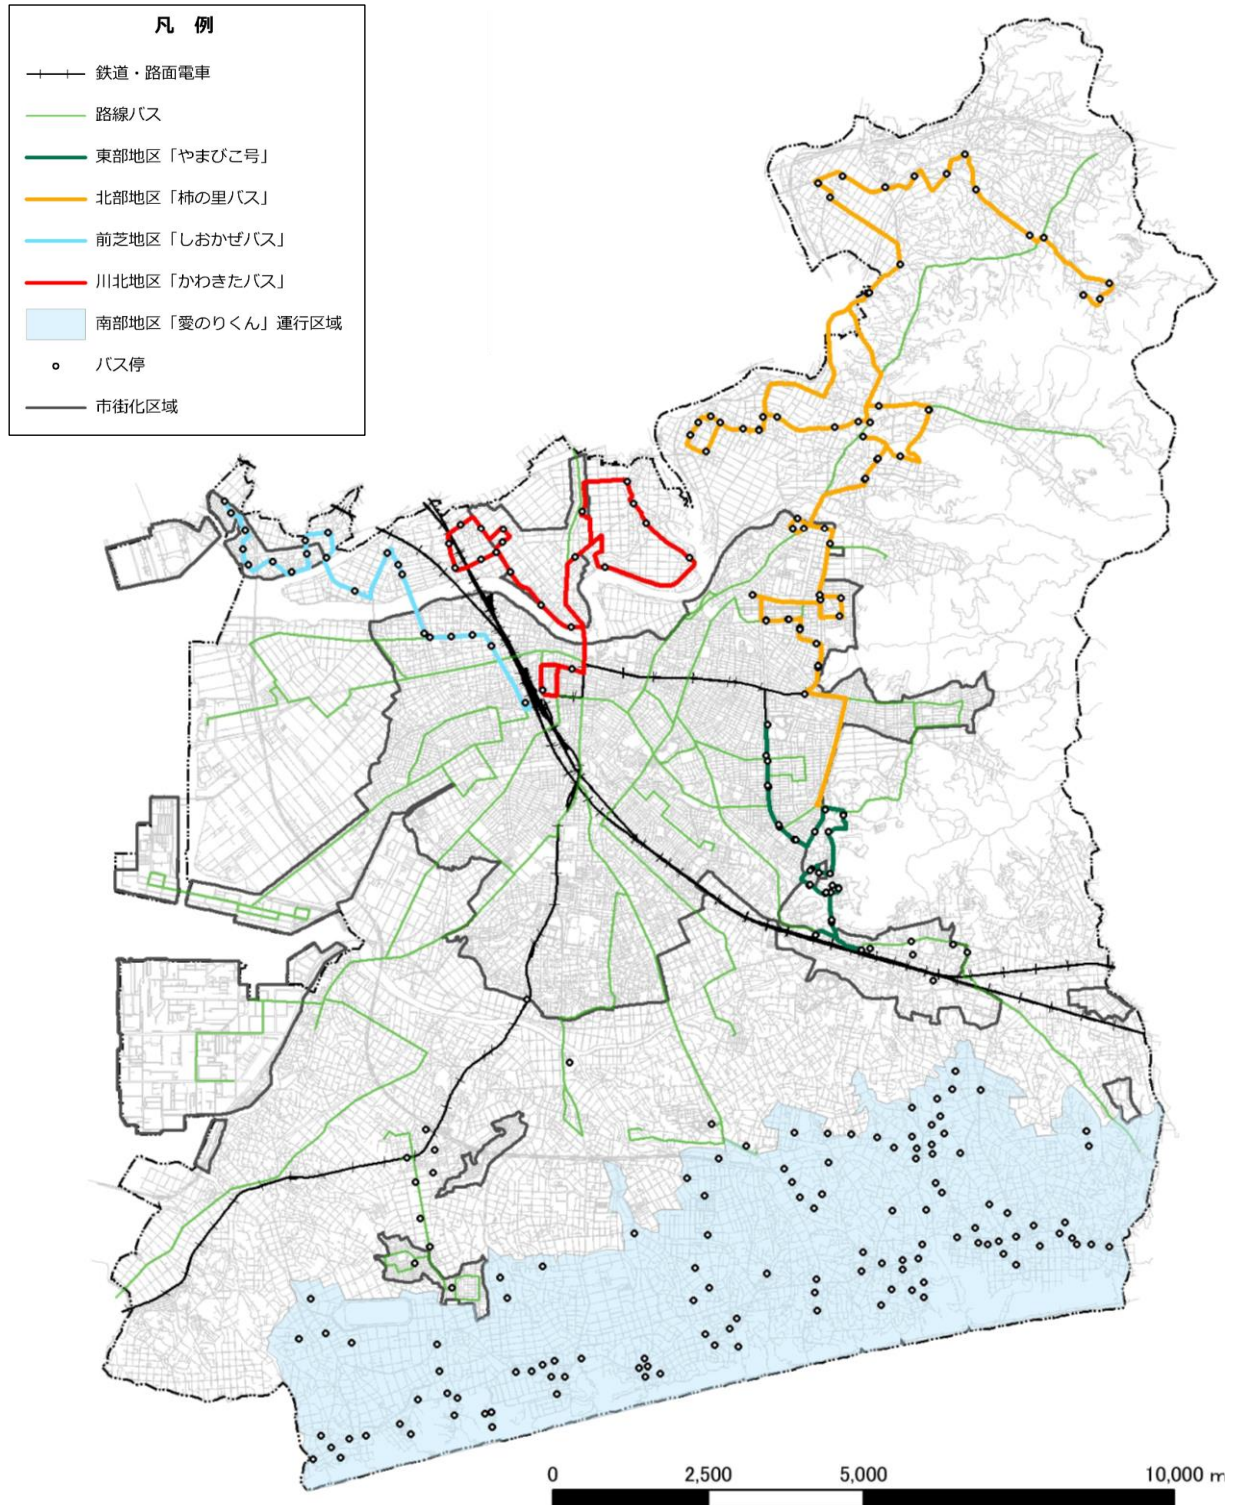 凡 例
鉄道・路面電車
路線バス
東部地区「やまびこ号」
北部地区「柿の里バス」
前芝地区「しおかぜバス」
川北地区「かわきたバス」
南部地区「愛のりくん」運行区域
バス停
市街化区域
0 2,500 5,000 10,000 m